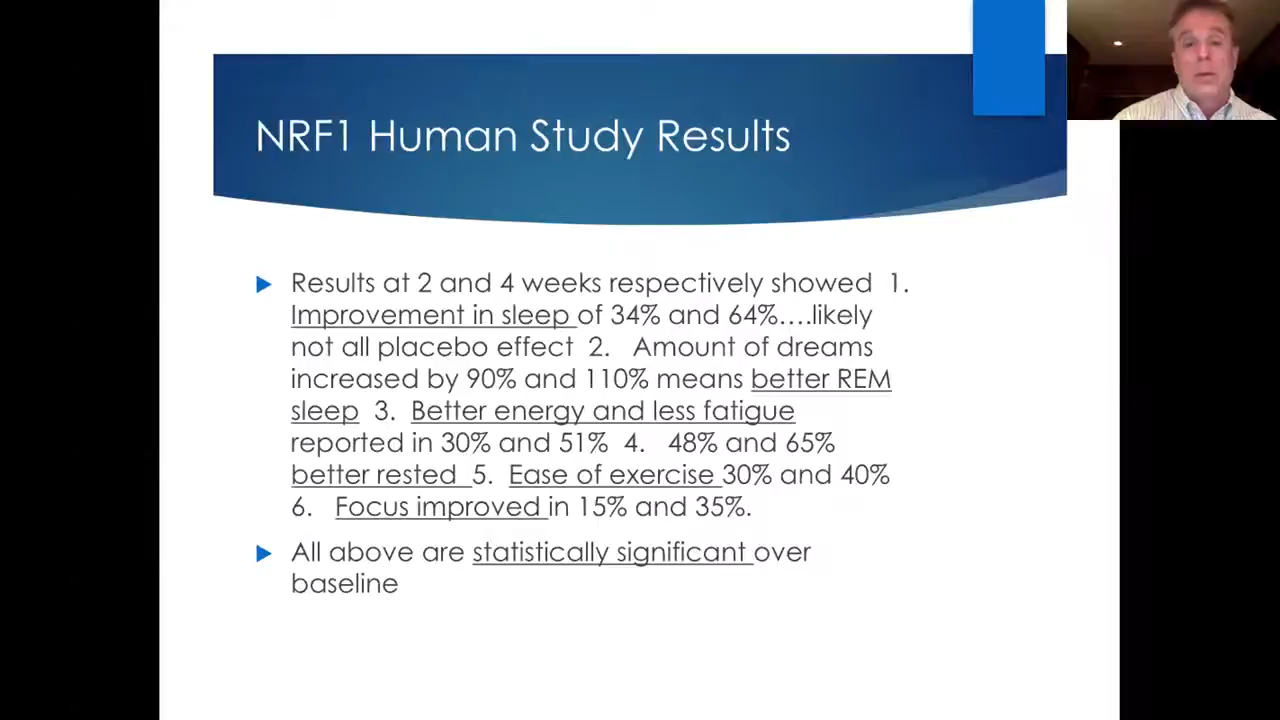 NRF1 Human Study Results
Results at 2 and 4 weeks respectively showed 1.
Improvement in sleep of 34% and 64%....likely
not all placebo effect 2. Amount of dreams
increased by 90% and 110% means better REM
sleep 3. Better energy and less fatigue
reported in 30% and 51% 4. 48% and 65%
better rested 5. Ease of exercise 30% and 40%
6. Focus improved in 15% and 35%.
All above are statistically significant over
baseline